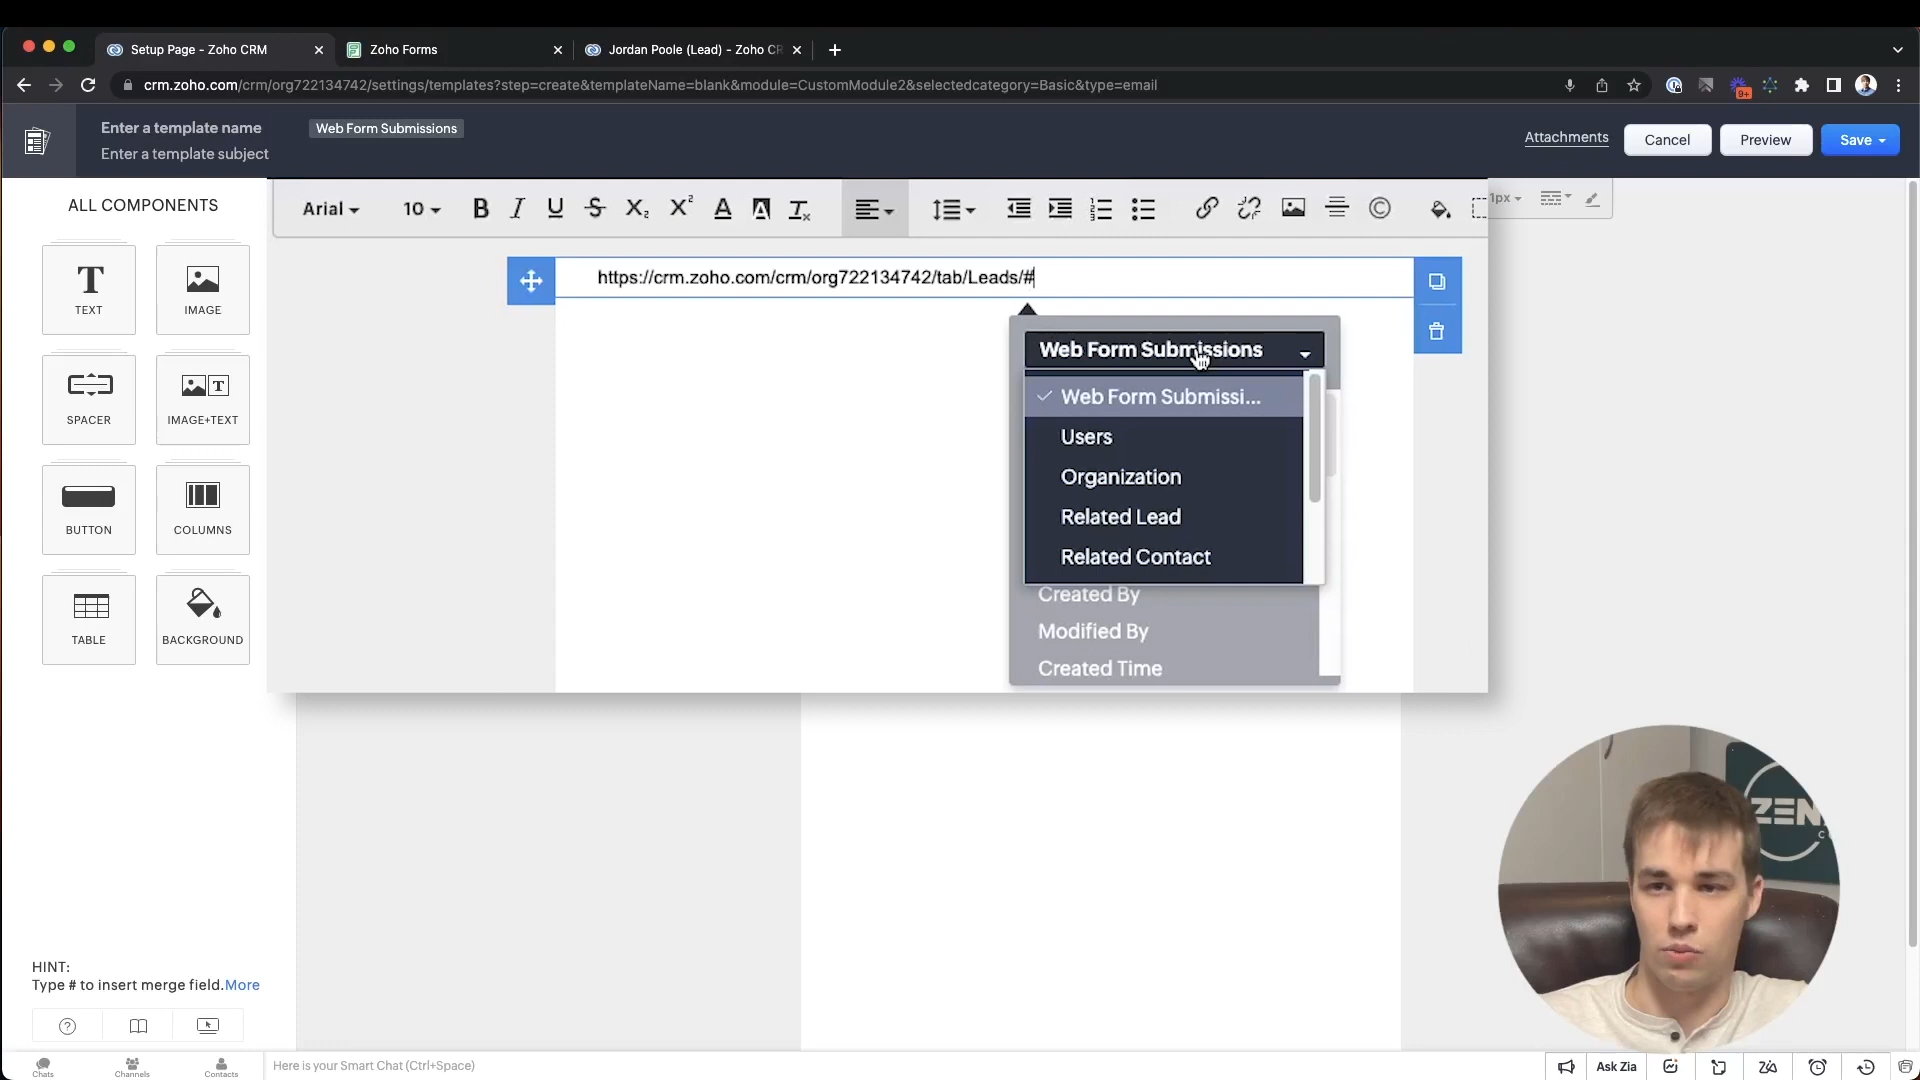 Setup Page - Zoho CRM
Zoho Forms
Jordan Poole (Lead) - Zoho CR
crm.zoho.com/crm/org722134742/settings/templates?step=create&templateName=blank&module=CustomModule2&selectedcategory=Basic&type=email
9+
Enter a template name
Web Form Submissions
Enter a template subject
Attachments
Cancel
Preview
Save
ALL COMPONENTS
Arial
10
1px
TEXT
IMAGE
SPACER
IMAGE+TEXT
BUTTON
COLUMNS
TABLE
BACKGROUND
https://crm.zoho.com/crm/org722134742/tab/Leads/#
Web Form Submissions
Web Form Submissi...
Users
Organization
Related Lead
Related Contact
Created By
Modified By
Created Time
ZEN
HINT:
Type # to insert merge field.More
Chats
Channels
Contacts
Here is your Smart Chat (Ctrl+Space)
Ask Zia